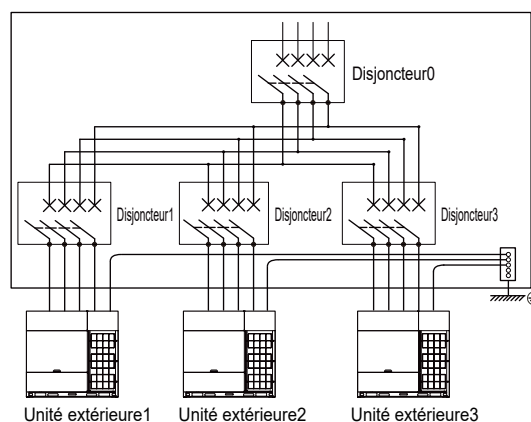 Disjoncteur0
Disjoncteur1
Disjoncteur2
Disjoncteur3
Unité extérieure1
Unité extérieure2
Unité extérieure3